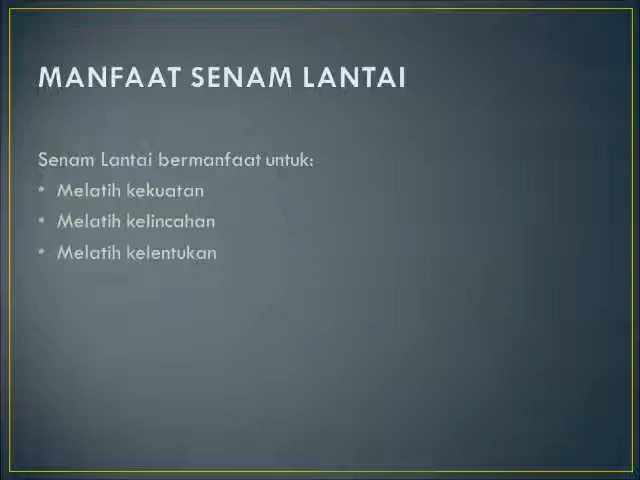 MANFAAT SENAM LANTAI
Senam Lantai bermanfaat untuk:
• Melatih kekuatan
• Melatih kelincahan
• Melatih kelentukan